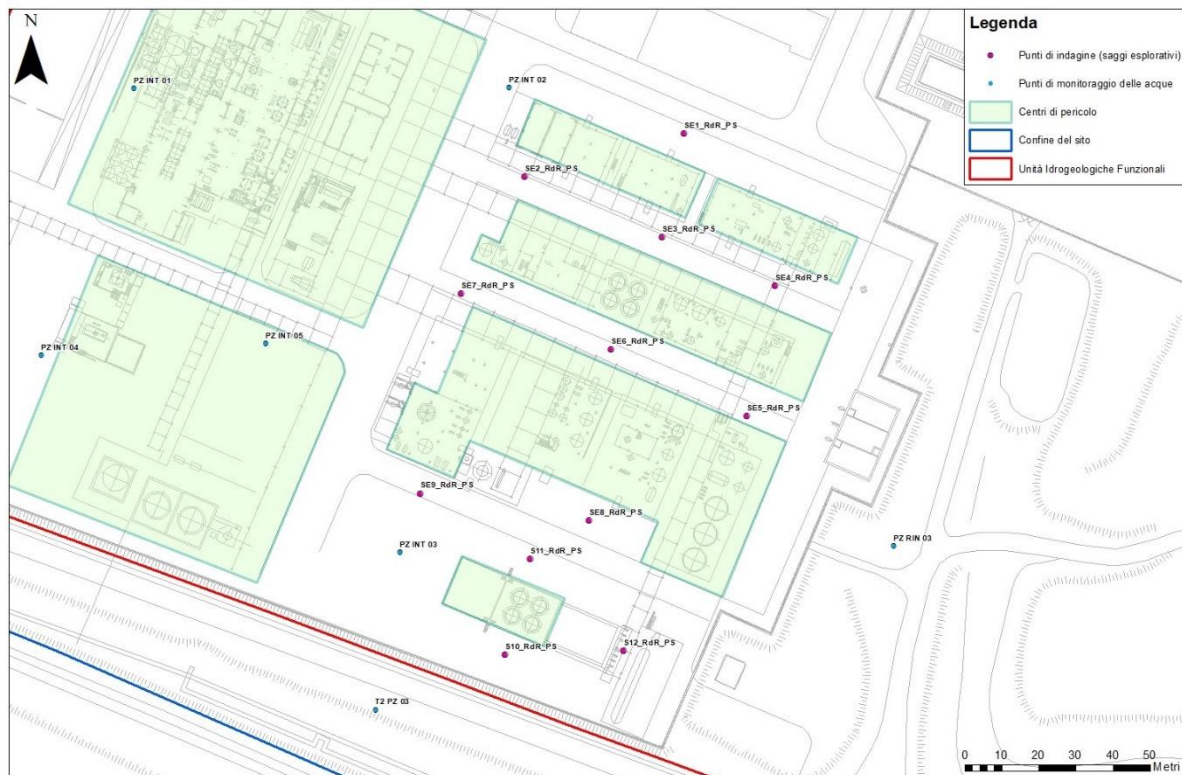 N
Legenda
Punti di indagine (saggi esplorativi)
Punti di monitoraggio delle acque
Centri di pericolo
Confine del sito
Unità Idrogeologiche Funzionali
PZ INT 01
PZ INT 02
SE1_RdR_PS
SE2_RdR_PS
SE3_RdR_PS
SE4_RdR_PS
SE7_RdR_PS
PZ INT 05
PZ INT 04
SE6_RdR_PS
SE5_RdR_PS
SE9_RdR_PS
SE8_RdR_PS
PZ INT 03
S11_RdR_PS
PZ RIN 03
S10_RdR_PS
S12_RdR_PS
T2 PZ 03
0 10 20 30 40 50
Metri